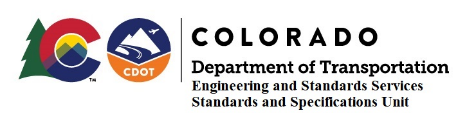 TM
CDOT
COLORADO
Department of Transportation
Engineering and Standards Services
Standards and Specifications Unit